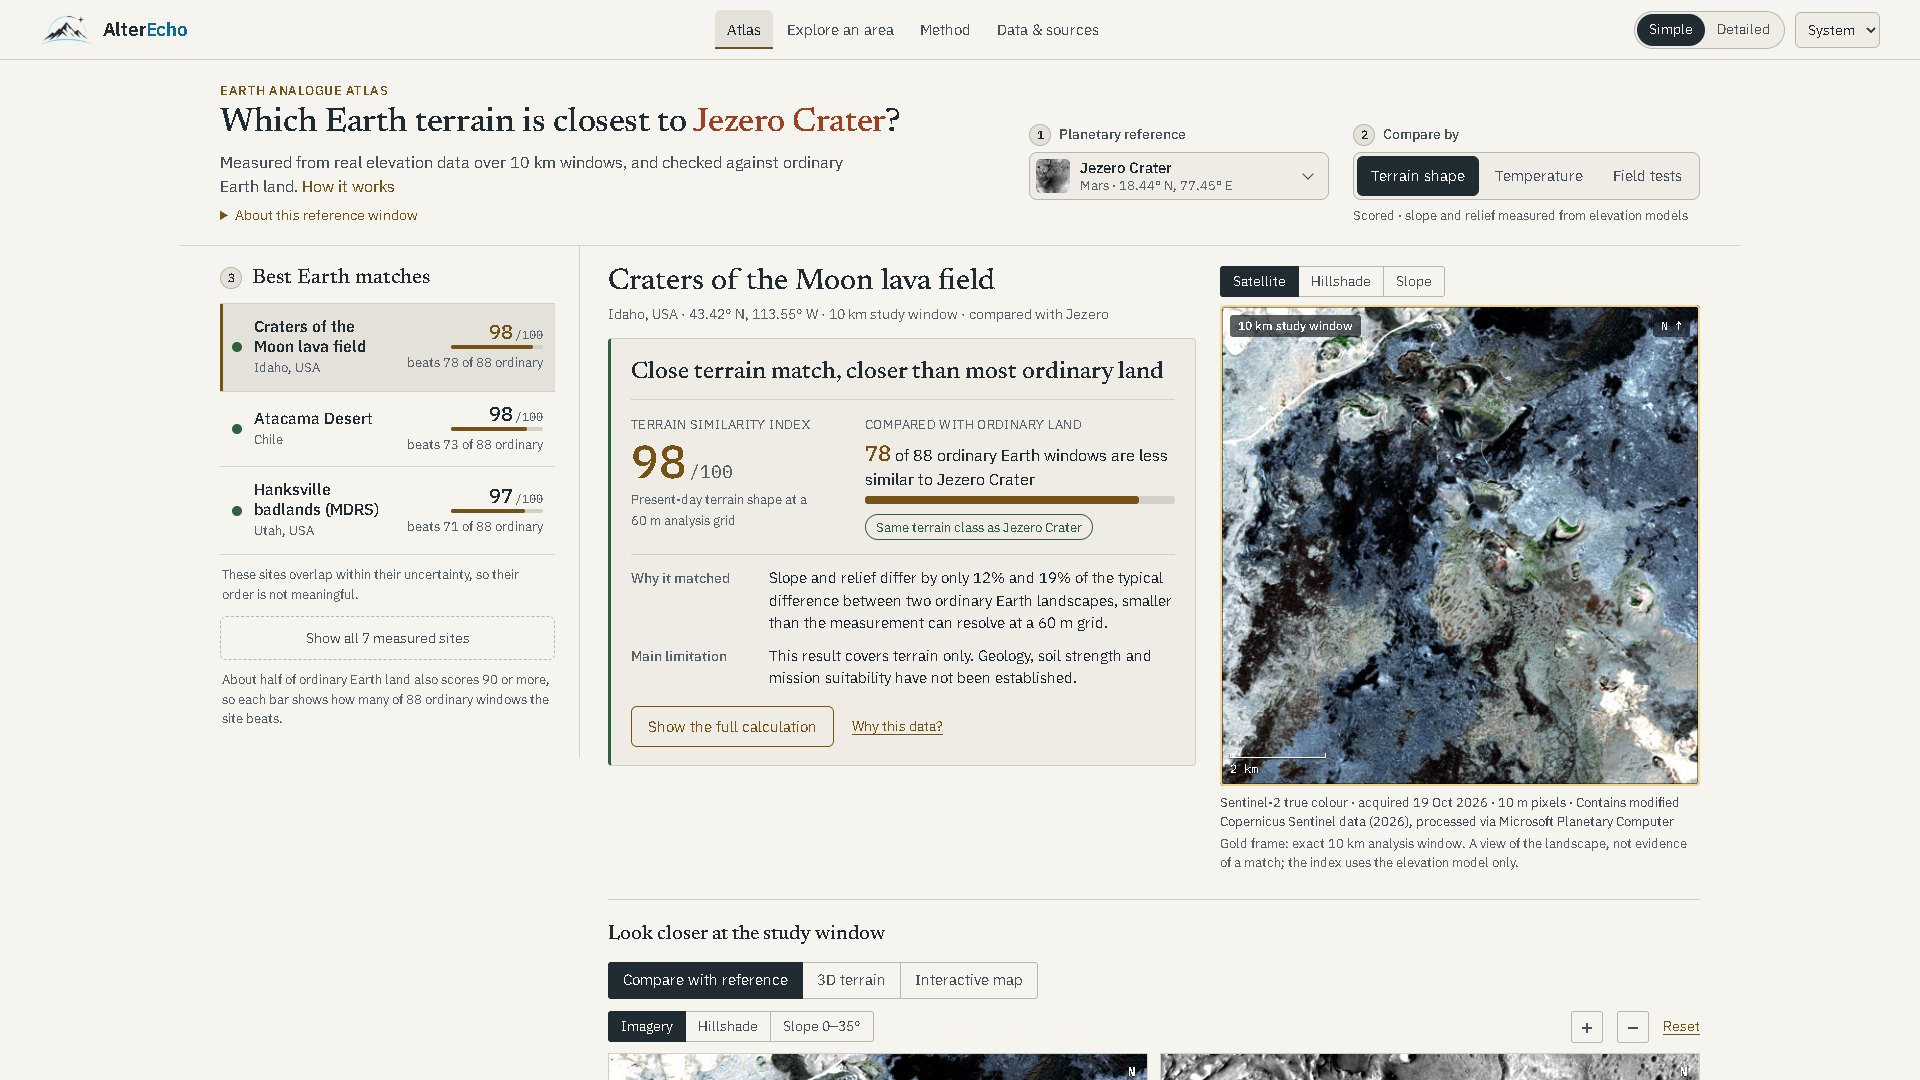 AlterEcho
Atlas
Explore an area
Method
Data & sources
Simple
Detailed
System
EARTH ANALOGUE ATLAS
Which Earth terrain is closest to Jezero Crater?
Measured from real elevation data over 10 km windows, and checked against ordinary
Earth land. How it works
About this reference window
1 Planetary reference
Jezero Crater
Mars · 18.44° N, 77.45° E
2 Compare by
Terrain shape
Temperature
Field tests
Scored · slope and relief measured from elevation models
3 Best Earth matches
Craters of the
Moon lava field
Idaho, USA
98 /100
beats 78 of 88 ordinary
Atacama Desert
Chile
98 /100
beats 73 of 88 ordinary
Hanksville
badlands (MDRS)
Utah, USA
97 /100
beats 71 of 88 ordinary
These sites overlap within their uncertainty, so their
order is not meaningful.
Show all 7 measured sites
About half of ordinary Earth land also scores 90 or more,
so each bar shows how many of 88 ordinary windows the
site beats.
Craters of the Moon lava field
Idaho, USA · 43.42° N, 113.55° W · 10 km study window · compared with Jezero
Close terrain match, closer than most ordinary land
TERRAIN SIMILARITY INDEX
98 /100
Present-day terrain shape at a
60 m analysis grid
COMPARED WITH ORDINARY LAND
78 of 88 ordinary Earth windows are less
similar to Jezero Crater
Same terrain class as Jezero Crater
Why it matched
Slope and relief differ by only 12% and 19% of the typical
difference between two ordinary Earth landscapes, smaller
than the measurement can resolve at a 60 m grid.
Main limitation
This result covers terrain only. Geology, soil strength and
mission suitability have not been established.
Show the full calculation
Why this data?
Satellite
Hillshade
Slope
10 km study window
N ↑
2 km
Sentinel-2 true colour · acquired 19 Oct 2026 · 10 m pixels · Contains modified
Copernicus Sentinel data (2026), processed via Microsoft Planetary Computer
Gold frame: exact 10 km analysis window. A view of the landscape, not evidence
of a match; the index uses the elevation model only.
Look closer at the study window
Compare with reference
3D terrain
Interactive map
Imagery
Hillshade
Slope 0–35°
+
−
Reset
N
N